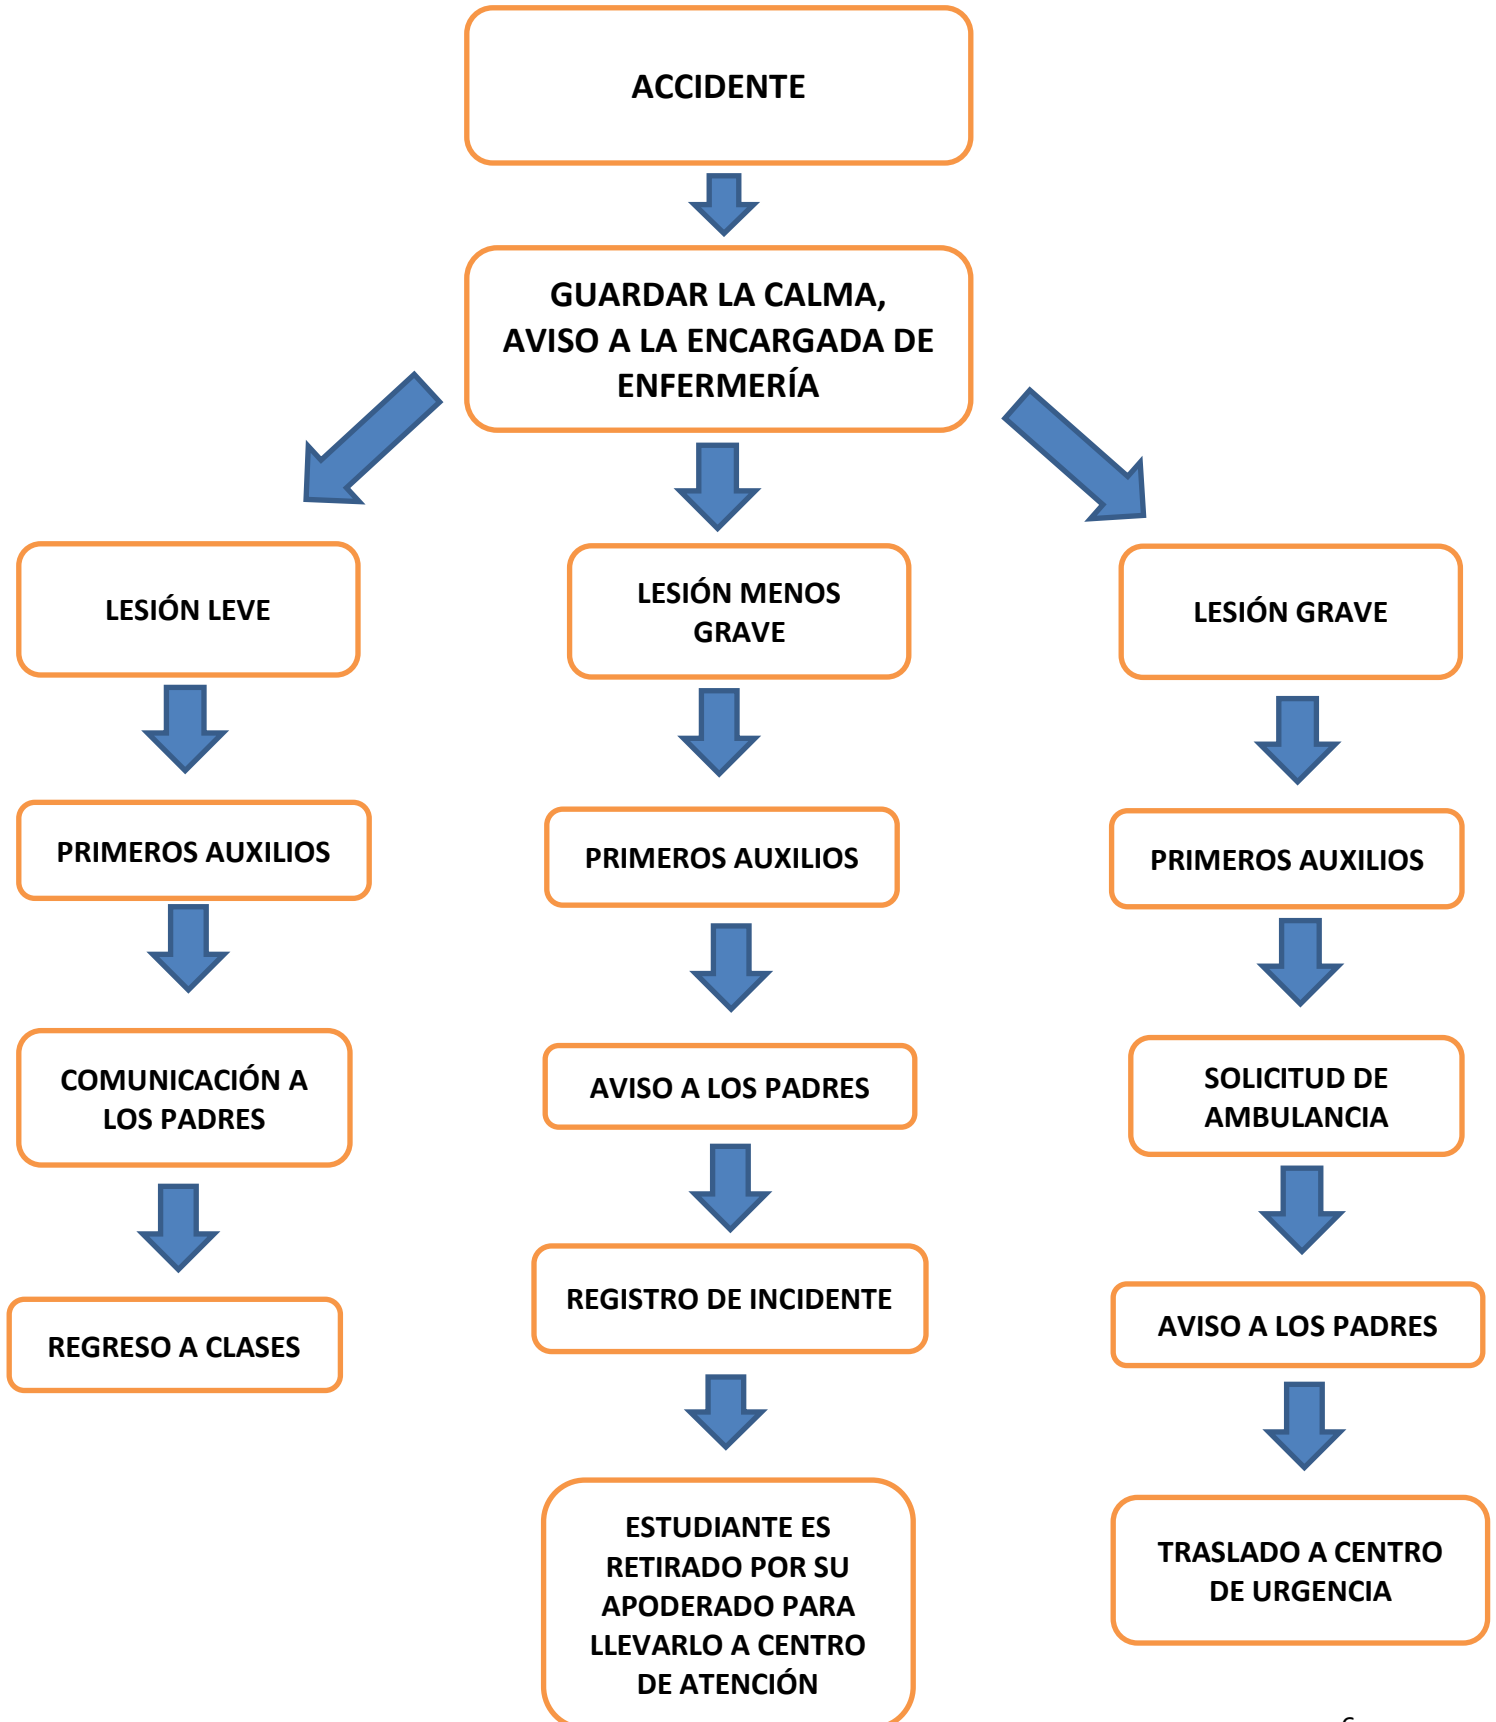 ACCIDENTE
GUARDAR LA CALMA,
AVISO A LA ENCARGADA DE
ENFERMERÍA
LESIÓN LEVE
PRIMEROS AUXILIOS
COMUNICACIÓN A
LOS PADRES
REGRESO A CLASES
LESIÓN MENOS
GRAVE
PRIMEROS AUXILIOS
AVISO A LOS PADRES
REGISTRO DE INCIDENTE
ESTUDIANTE ES
RETIRADO POR SU
APODERADO PARA
LLEVARLO A CENTRO
DE ATENCIÓN
LESIÓN GRAVE
PRIMEROS AUXILIOS
SOLICITUD DE
AMBULANCIA
AVISO A LOS PADRES
TRASLADO A CENTRO
DE URGENCIA